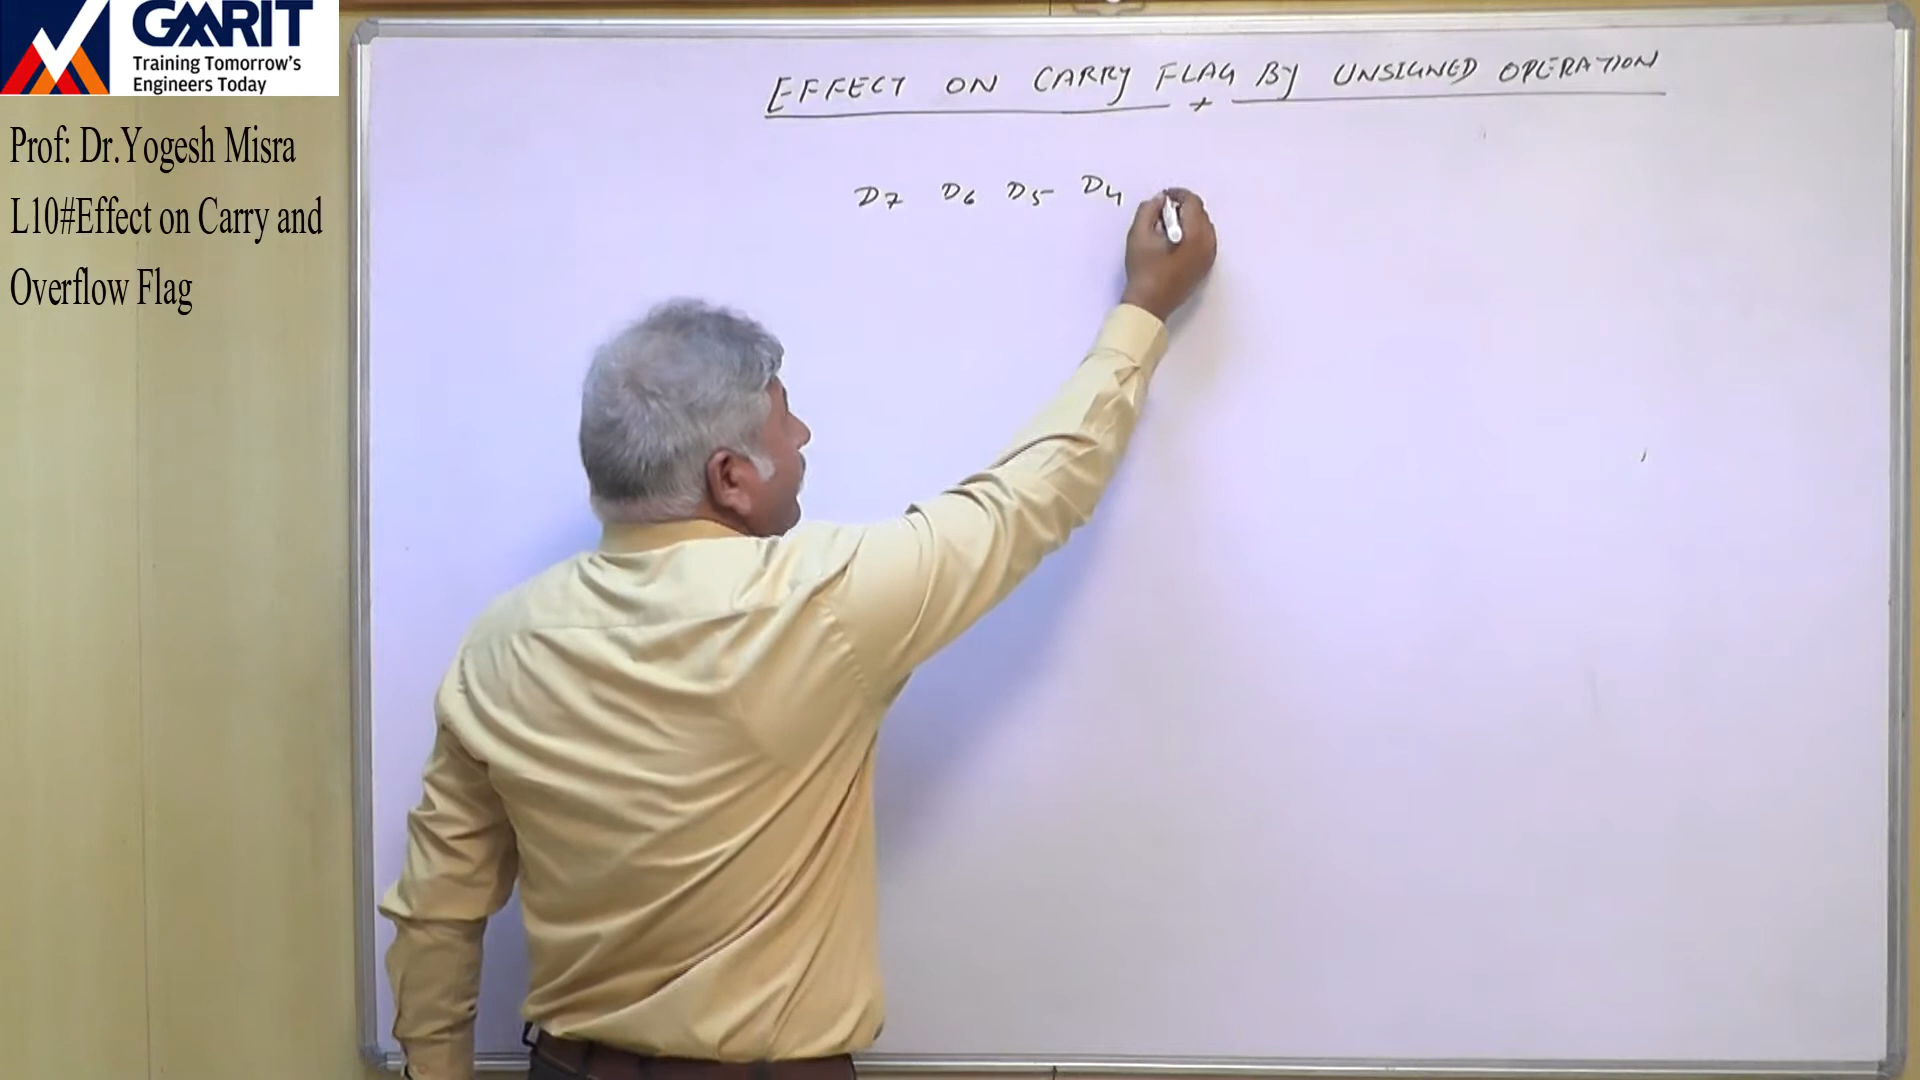 GMRIT
Training Tomorrow's
Engineers Today
Prof: Dr.Yogesh Misra
L10#Effect on Carry and
Overflow Flag
EFFECT ON CARRY FLAG BY UNSIGNED OPERATION
D7 D6 D5 D4